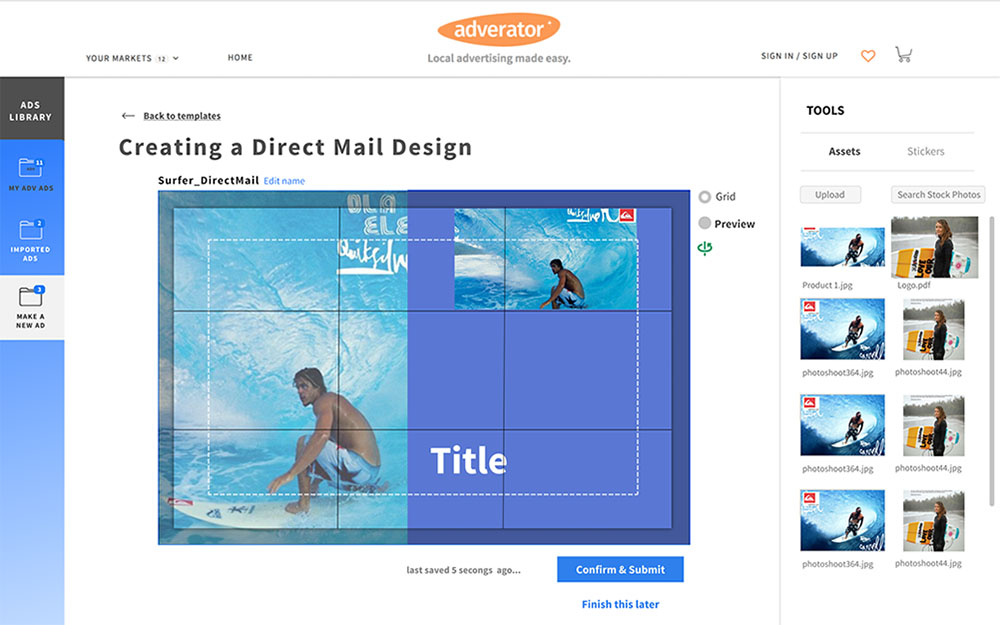 adverator
Local advertising made easy.
YOUR MARKETS 12
HOME
SIGN IN / SIGN UP
ADS
LIBRARY
11
MY ADV ADS
2
IMPORTED
ADS
3
MAKE A
NEW AD
Back to templates
Creating a Direct Mail Design
Surfer_DirectMail Edit name
Quiksilver
Title
Grid
Preview
last saved 5 seconds ago...
Confirm & Submit
Finish this later
TOOLS
Assets
Stickers
Upload
Search Stock Photos
Product 1.jpg
Logo.pdf
photoshoot364.jpg
photoshoot44.jpg
photoshoot364.jpg
photoshoot44.jpg
photoshoot364.jpg
photoshoot44.jpg